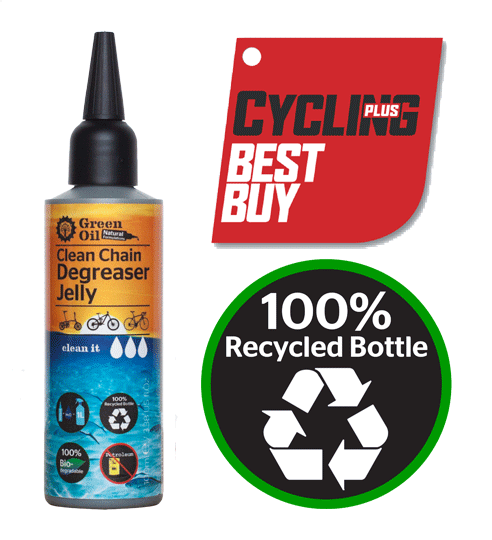 Green
Oil
Natural
Clean Chain
Degreaser
Jelly
clean it
100%
Recycled Bottle
100%
Bio-
degradable
Petroleum
CYCLING
PLUS
BEST
BUY
100%
Recycled Bottle